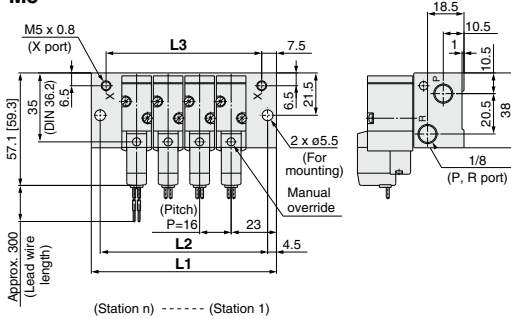 M5 x 0.8
(X port)
L3
7.5
18.5
10.5
1
10.5
6.5
35
(DIN 36.2)
57.1 [59.3]
X
X
6.5
21.5
P
R
20.5
38
2 x ø5.5
(For
mounting)
1/8
(P, R port)
Manual
override
(Pitch)
P=16
23
L2
4.5
L1
Approx. 300
(Lead wire
length)
(Station n) ------ (Station 1)